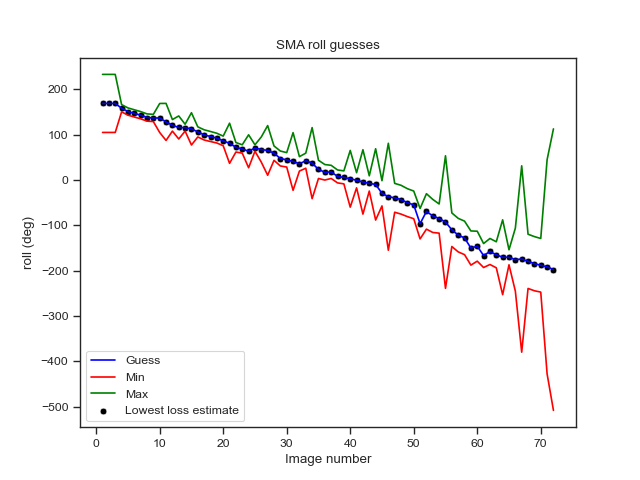 SMA roll guesses
roll (deg)
200
100
0
−100
−200
−300
−400
−500
Guess
Min
Max
Lowest loss estimate
0 10 20 30 40 50 60 70
Image number